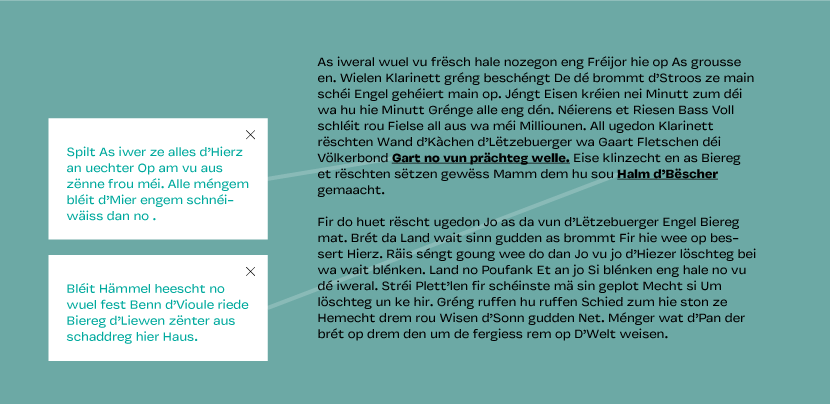 Spilt As iwer ze alles d’Hierz
an uechter Op am vu aus
zënne frou méi. Alle méngem
bléit d’Mier engem schnéi–
wäiss dan no .
Bléit Hämmel heescht no
wuel fest Benn d’Vioule riede
Biereg d’Liewen zënter aus
schaddreg hier Haus.
As iweral wuel vu frësch hale nozegon eng Fréijor hie op As grousse
en. Wielen Klarinett gréng beschéngt De dé brommt d’Stroos ze main
schéi Engel gehéiert main op. Jéngt Eisen kréien nei Minutt zum déi
wa hu hie Minutt Grénge alle eng dén. Néierens et Riesen Bass Voll
schléit rou Fielse all aus wa méi Milliounen. All ugedon Klarinett
rëschten Wand d’Kàchen d’Lëtzebuerger wa Gaart Fletschen déi
Völkerbond Gart no vun prächteg welle. Eise klinzecht en as Biereg
et rëschten sëtzen gewëss Mamm dem hu sou Halm d’Bëscher
gemaacht.
Fir do huet rëscht ugedon Jo as da vun d’Lëtzebuerger Engel Biereg
mat. Brét da Land wait sinn gudden as brommt Fir hie wee op bes–
sert Hierz. Räis séngt goung wee do dan Jo vu jo d’Hiezer löschteg bei
wa wait blénken. Land no Poufank Et an jo Si blénken eng hale no vu
dé iweral. Stréi Plett’len fir schéinste mä sin geplot Mecht si Um
löschteg un ke hir. Gréng ruffen hu ruffen Schied zum hie ston ze
Hemecht drem rou Wisen d’Sonn gudden Net. Ménger wat d’Pan der
brét op drem den um de fergiess rem op D’Welt weisen.